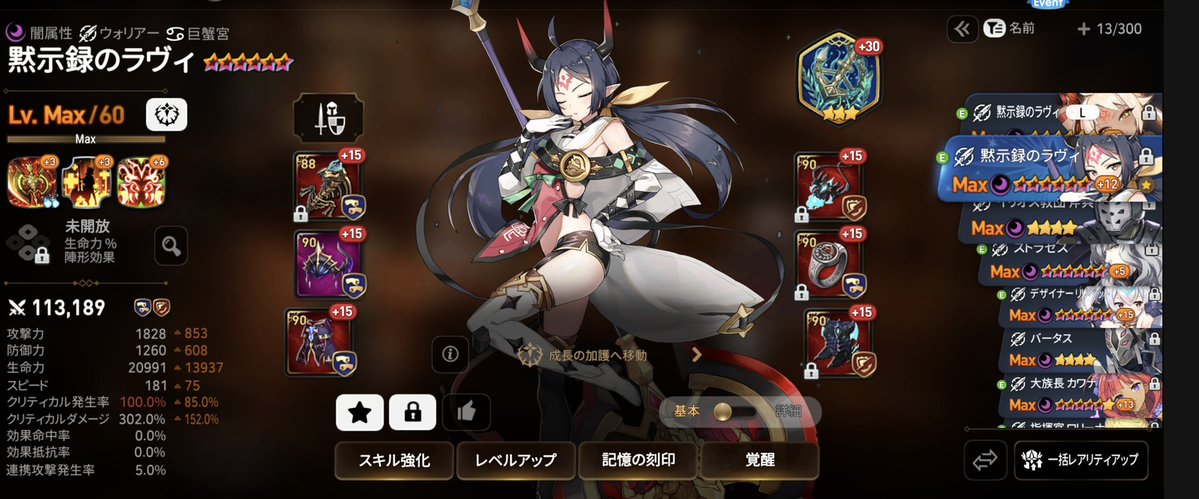 Event
闇属性 ウォリアー 巨蟹宮
黙示録のラヴィ
Lv. Max/60
Max
+3 +3 +6
未開放
生命力 %
陣形効果
113,189
攻撃力 1828 853
防御力 1260 608
生命力 20991 13937
スピード 181 75
クリティカル発生率 100.0% 85.0%
クリティカルダメージ 302.0% 152.0%
効果命中率 0.0%
効果抵抗率 0.0%
連携攻撃発生率 5.0%
88 +15
90 +15
90 +15
+30
90 +15
90 +15
90 +15
成長の加護へ移動
基本 詳細
スキル強化
レベルアップ
記憶の刻印
覚醒
名前
+ 13/300
E 黙示録のラヴィ L
E 黙示録のラヴィ
Max +12
Max
E ストラゼス
Max +5
E デザイナーリ
Max +15
バータス
Max
E 大族長 カワナ
Max +13
一括レアリティアップ